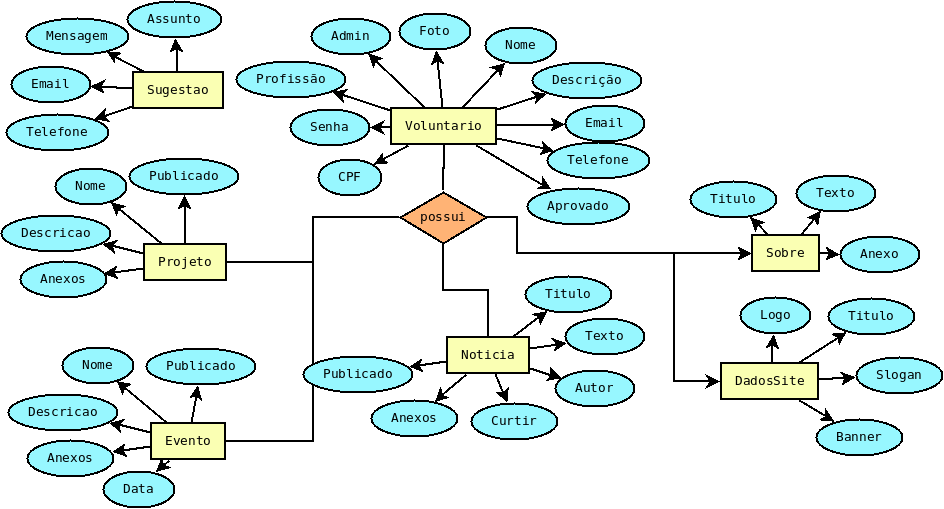 Assunto
Mensagem
Email
Sugestao
Telefone
Admin
Foto
Nome
Profissão
Descrição
Senha
Voluntario
Email
Telefone
CPF
Aprovado
Nome
Publicado
Descricao
Projeto
Anexos
possui
Titulo
Texto
Sobre
Anexo
Logo
Titulo
DadosSite
Slogan
Banner
Titulo
Texto
Noticia
Publicado
Autor
Anexos
Curtir
Nome
Publicado
Descricao
Evento
Anexos
Data